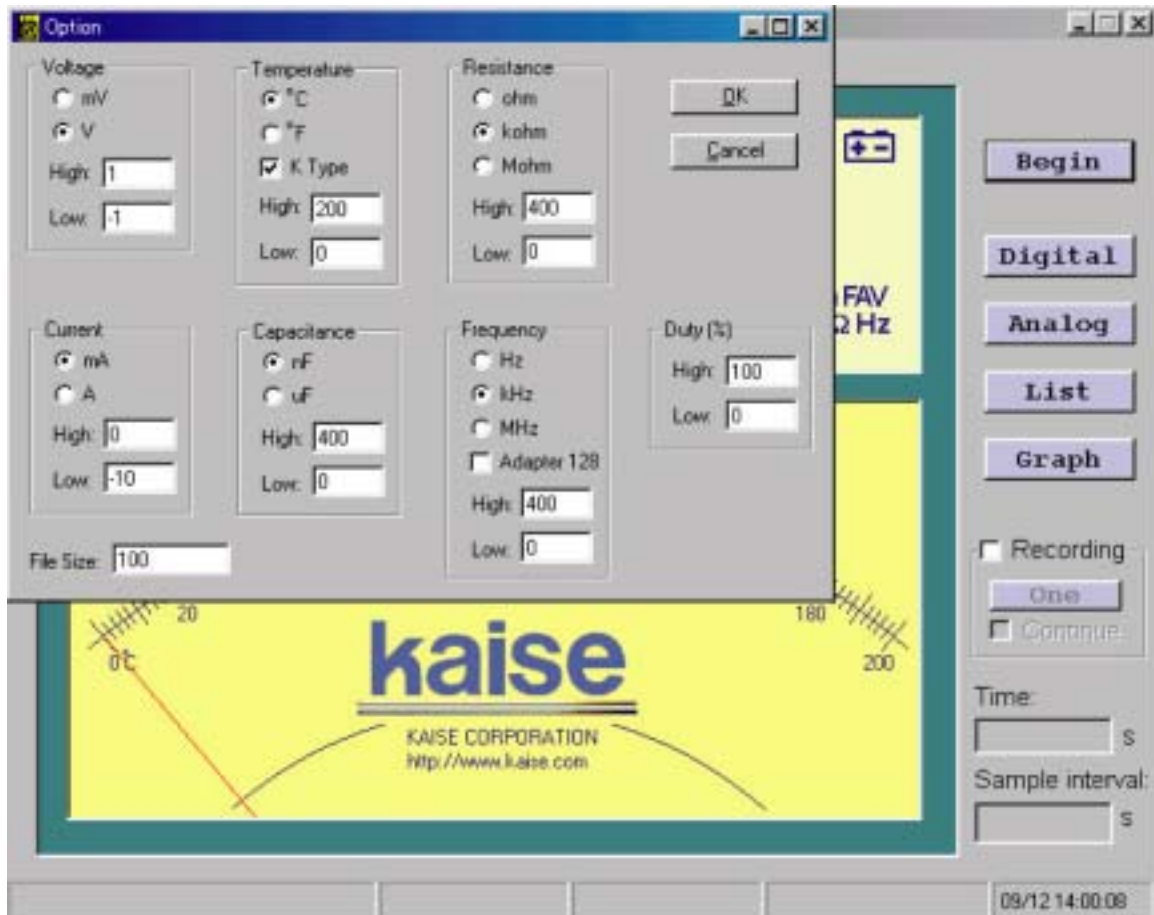 Option
Voltage
mV
V
High: 1
Low: -1
Temperature
°C
°F
K Type
High: 200
Low: 0
Resistance
ohm
kohm
Mohm
High: 400
Low: 0
OK
Cancel
Current
mA
A
High: 0
Low: -10
Capacitance
nF
uF
High: 400
Low: 0
Frequency
Hz
kHz
MHz
Adapter 128
High: 400
Low: 0
Duty (%)
High: 100
Low: 0
File Size: 100
FAV
Ω Hz
Begin
Digital
Analog
List
Graph
Recording
One
Continue
Time:
s
Sample interval:
s
20
180
0℃
200
kaise
KAISE CORPORATION
http://www.kaise.com
09/12 14:00:08